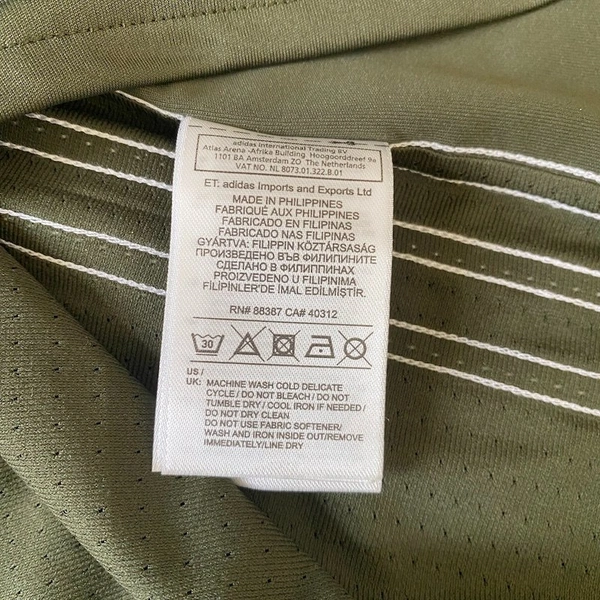 adidas International Trading BV
Atlas Arena -Afrika Building Hoogoorddreef 9a
1101 BA Amsterdam ZO The Netherlands
VAT NO. NL 8073.01.322.B.01
ET: adidas Imports and Exports Ltd
MADE IN PHILIPPINES
FABRIQUÉ AUX PHILIPPINES
FABRICADO EN FILIPINAS
FABRICADO NAS FILIPINAS
GYÁRTVA: FILIPPIN KÖZTÁRSASÁG
ПРОИЗВЕДЕНО ВЪВ ФИЛИПИНИТЕ
СДЕЛАНО В ФИЛИППИНАХ
PROIZVEDENO U FILIPINIMA
FİLİPİNLER'DE İMAL EDİLMİŞTİR.
RN# 88387 CA# 40312
30
US /
UK: MACHINE WASH COLD DELICATE
CYCLE / DO NOT BLEACH / DO NOT
TUMBLE DRY / COOL IRON IF NEEDED /
DO NOT DRY CLEAN
DO NOT USE FABRIC SOFTENER/
WASH AND IRON INSIDE OUT/REMOVE
IMMEDIATELY/LINE DRY